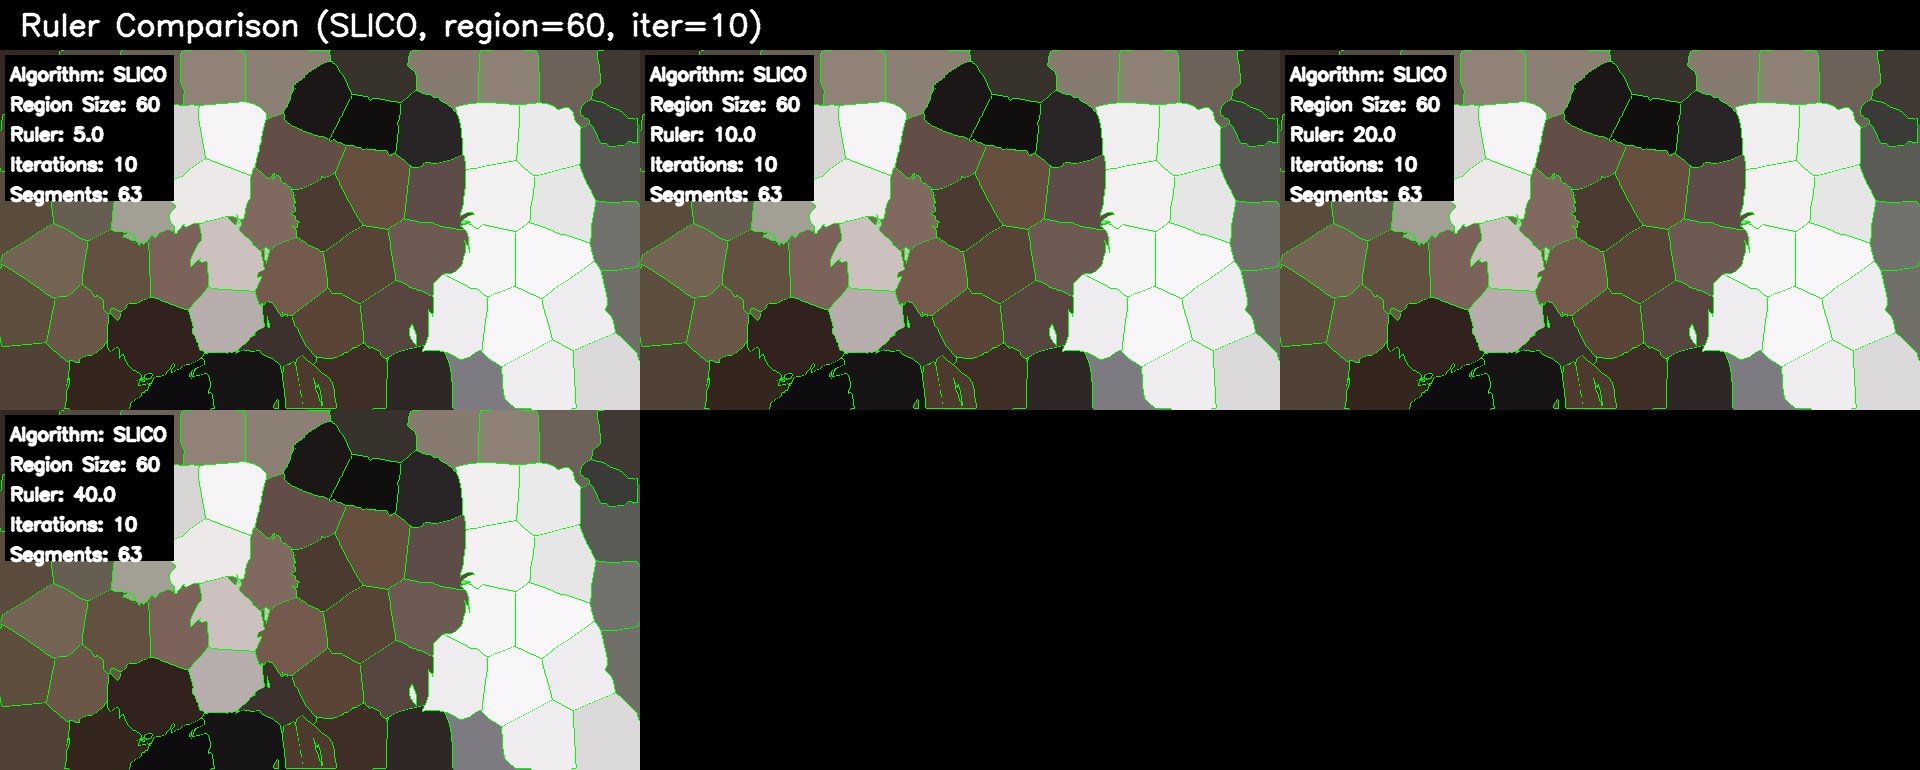 Ruler Comparison (SLICO, region=60, iter=10)
Algorithm: SLICO
Region Size: 60
Ruler: 5.0
Iterations: 10
Segments: 63
Algorithm: SLICO
Region Size: 60
Ruler: 10.0
Iterations: 10
Segments: 63
Algorithm: SLICO
Region Size: 60
Ruler: 20.0
Iterations: 10
Segments: 63
Algorithm: SLICO
Region Size: 60
Ruler: 40.0
Iterations: 10
Segments: 63